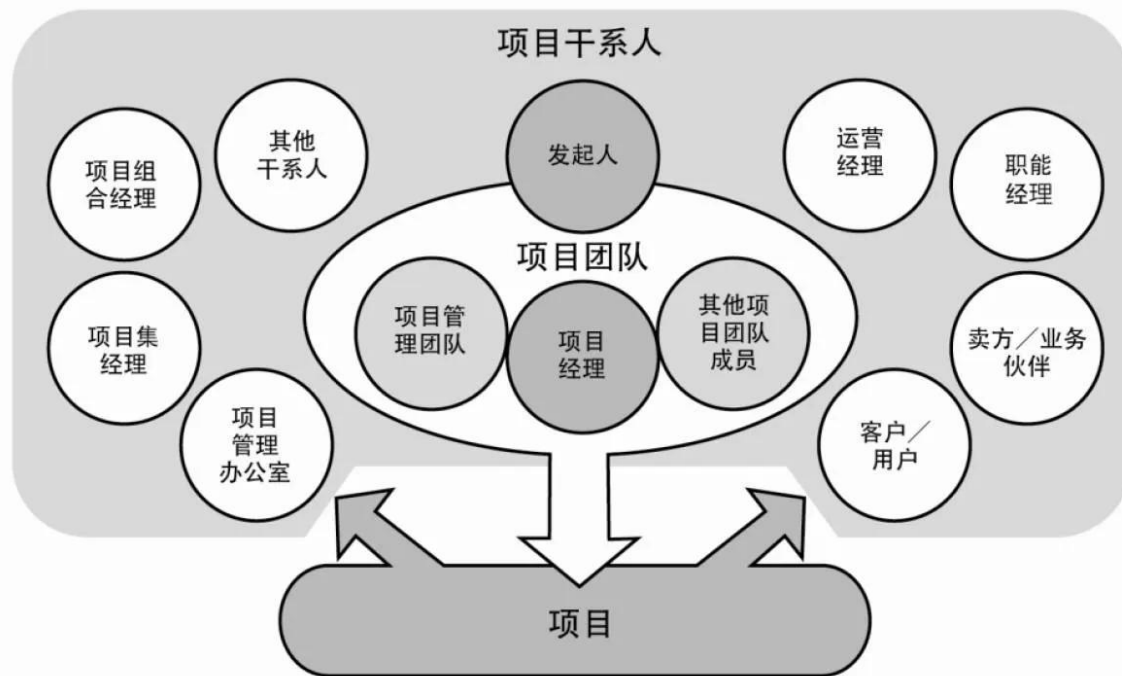 项目干系人
项目组
合经理
其他
干系人
发起人
运营
经理
职能
经理
项目团队
项目管
理团队
项目
经理
其他项
目团队
成员
项目集
经理
卖方／业务
伙伴
项目
管理
办公室
客户／
用户
项目